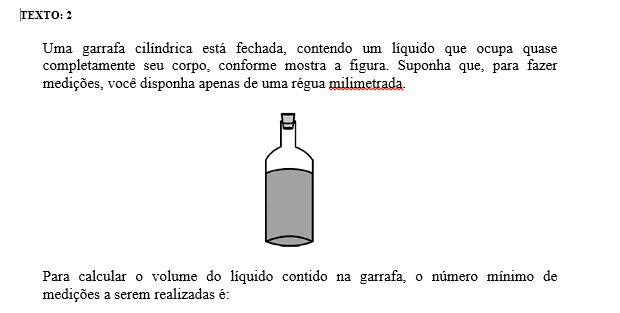 TEXTO: 2
Uma garrafa cilíndrica está fechada, contendo um líquido que ocupa quase
completamente seu corpo, conforme mostra a figura. Suponha que, para fazer
medições, você disponha apenas de uma régua milimetrada.
Para calcular o volume do líquido contido na garrafa, o número mínimo de
medições a serem realizadas é: